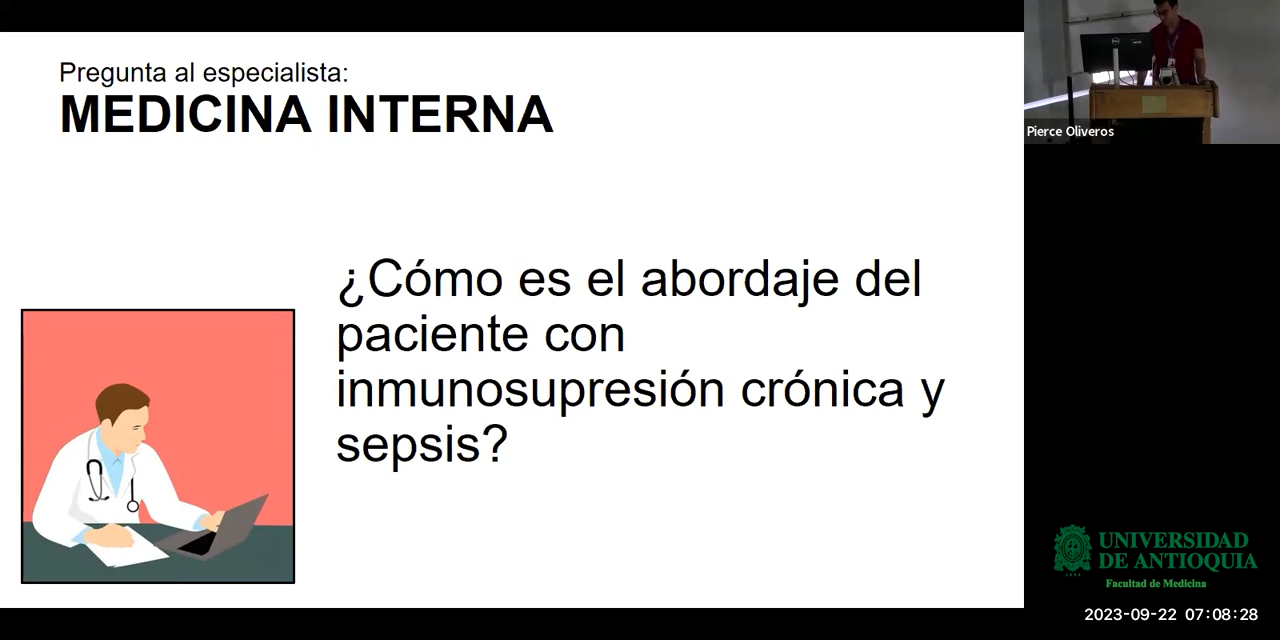 Pregunta al especialista:
MEDICINA INTERNA
¿Cómo es el abordaje del
paciente con
inmunosupresión crónica y
sepsis?
Pierce Oliveros
UNIVERSIDAD
DE ANTIOQUIA
Facultad de Medicina
2023-09-22 07:08:28